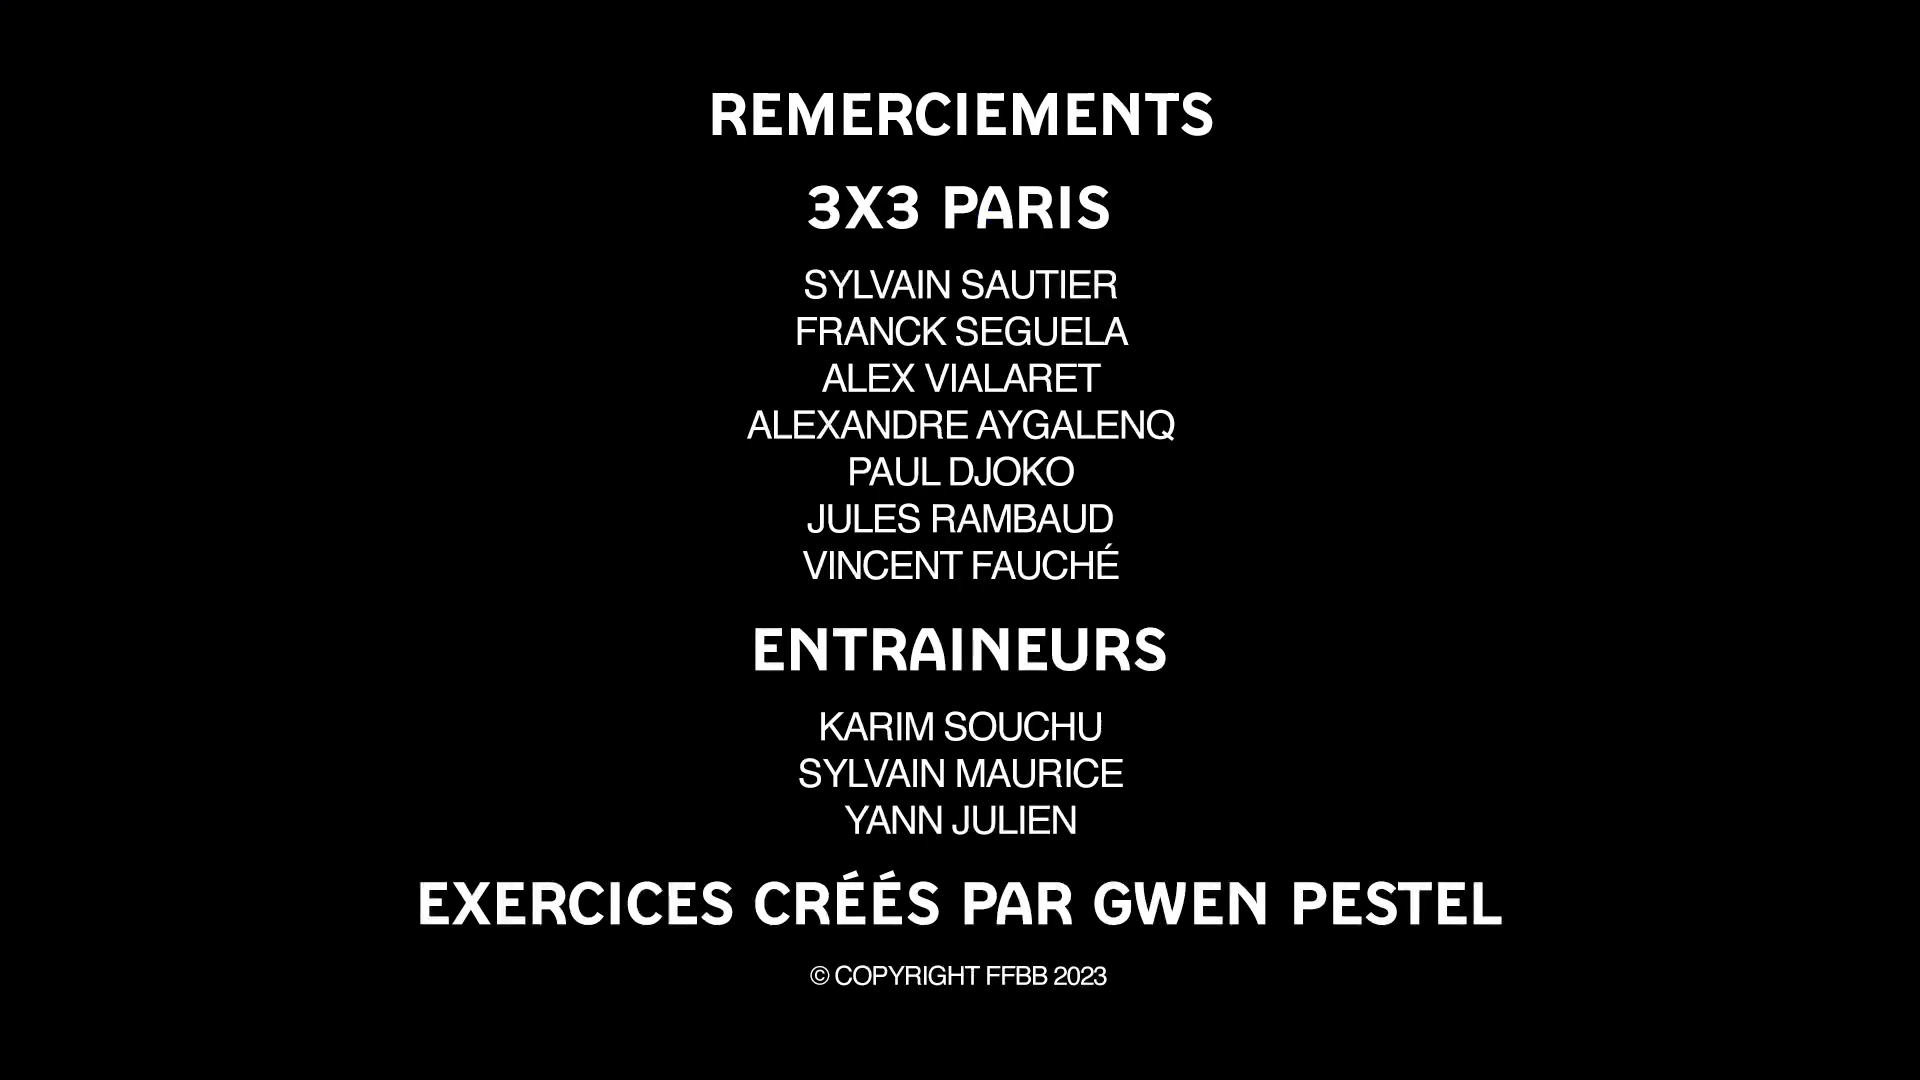 REMERCIEMENTS
3X3 PARIS
SYLVAIN SAUTIER
FRANCK SEGUELA
ALEX VIALARET
ALEXANDRE AYGALENQ
PAUL DJOKO
JULES RAMBAUD
VINCENT FAUCHÉ
ENTRAINEURS
KARIM SOUCHU
SYLVAIN MAURICE
YANN JULIEN
EXERCICES CRÉÉS PAR GWEN PESTEL
© COPYRIGHT FFBB 2023